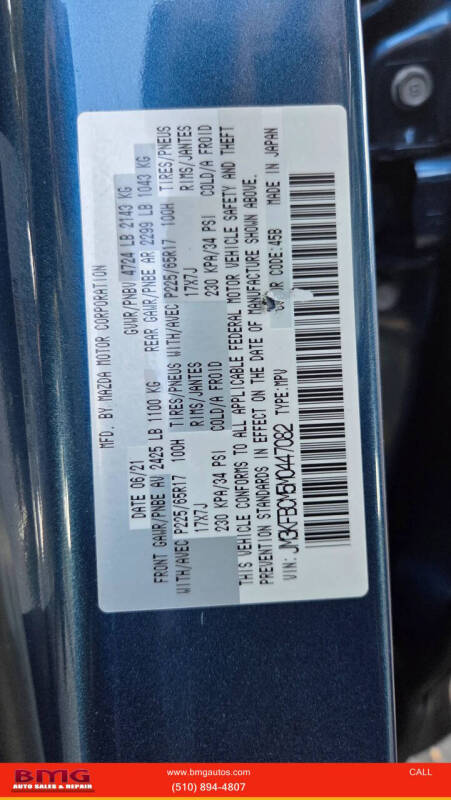 MFD. BY MAZDA MOTOR CORPORATION
DATE 06/21 GVWR/PNBV 4724 LB 2143 KG
FRONT GAWR/PNBE AV 2425 LB 1100 KG REAR GAWR/PNBE AR 2299 LB 1043 KG
WITH/AVEC P225/65R17 100H TIRES/PNEUS WITH/AVEC P225/65R17 100H TIRES/PNEUS
17X7J RIMS/JANTES 17X7J RIMS/JANTES
230 KPA/34 PSI COLD/A FROID 230 KPA/34 PSI COLD/A FROID
THIS VEHICLE CONFORMS TO ALL APPLICABLE FEDERAL MOTOR VEHICLE SAFETY AND THEFT
PREVENTION STANDARDS IN EFFECT ON THE DATE OF MANUFACTURE SHOWN ABOVE.
VIN: JM3KFBCM5M0447082 TYPE:MPV COLOR CODE:45B MADE IN JAPAN
BMG
AUTO SALES & REPAIR
www.bmgautos.com
(510) 894-4807
CALL